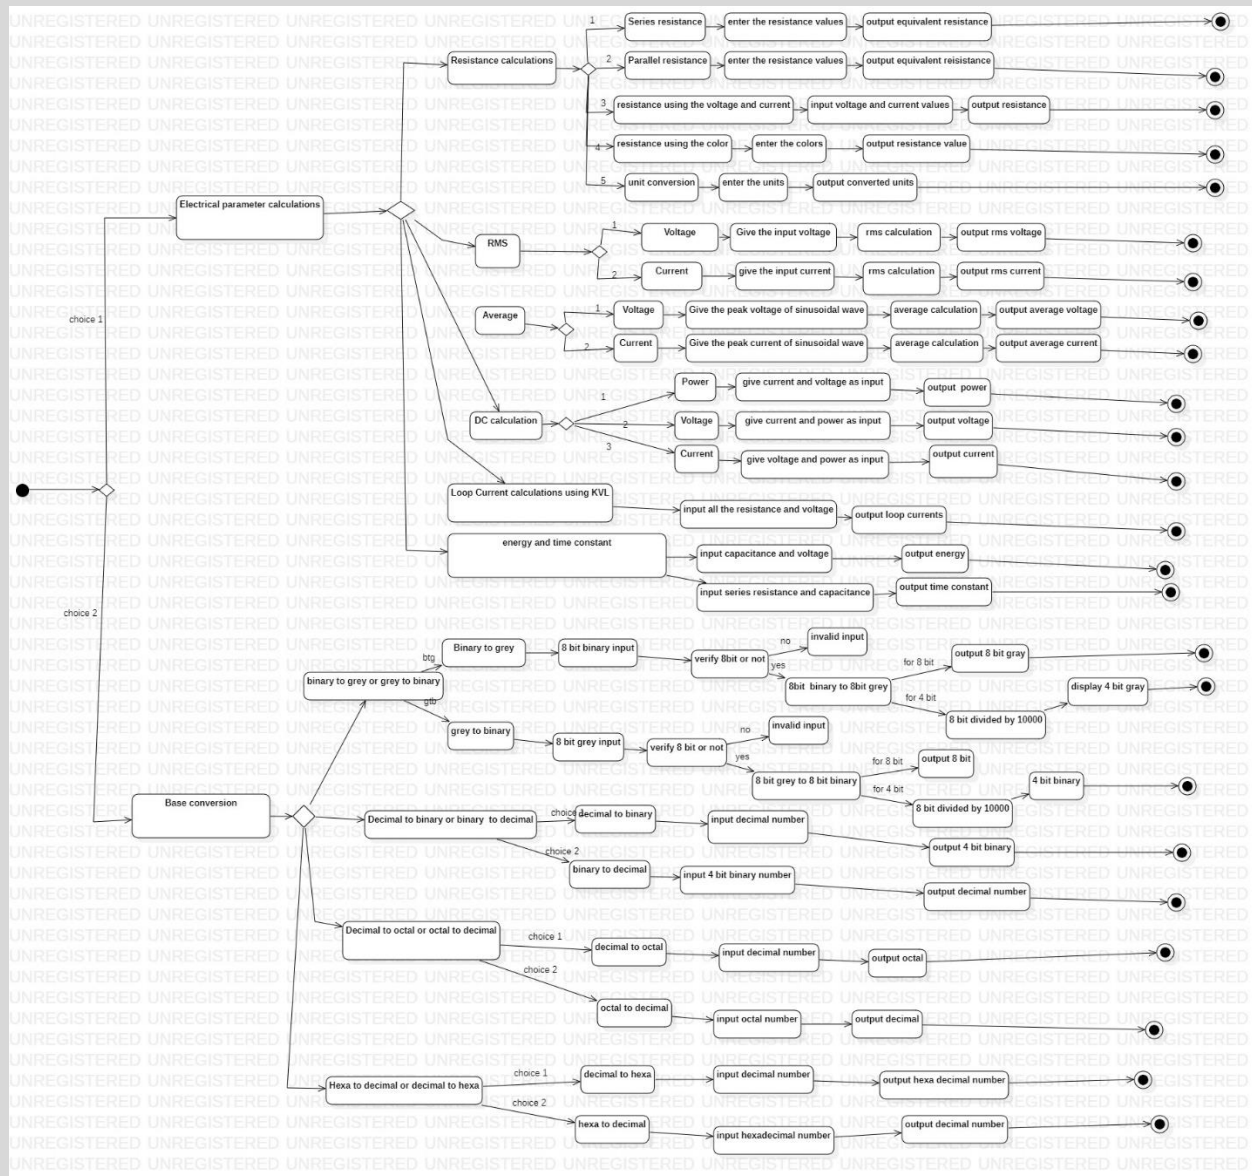 UNREGISTERED UNREGISTERED UNREGISTERED UNREGISTERED UNREGISTERED UNREGISTERED UNREGISTERED UNREGISTERED UNREGISTERED
1
Series resistance
enter the resistance values
output equivalent resistance
Resistance calculations
2
Parallel resistance
enter the resistance values
output equivalent reisistance
3
resistance using the voltage and current
input voltage and current values
output resistance
4
resistance using the color
enter the colors
output resistance value
5
unit conversion
enter the units
output converted units
Electrical parameter calculations
RMS
1
Voltage
Give the input voltage
rms calculation
output rms voltage
2
Current
give the input current
rms calculation
output rms current
Average
1
Voltage
Give the peak voltage of sinusoidal wave
average calculation
output average voltage
2
Current
Give the peak current of sinusoidal wave
average calculation
output average current
choice 1
DC calculation
1
Power
give current and voltage as input
output power
2
Voltage
give current and power as input
output voltage
3
Current
give voltage and power as input
output current
Loop Current calculations using KVL
input all the resistance and voltage
output loop currents
energy and time constant
input capacitance and voltage
output energy
input series resistance and capacitance
output time constant
choice 2
binary to grey or grey to binary
btg
Binary to grey
8 bit binary input
verify 8bit or not
no
invalid input
yes
8bit binary to 8bit grey
for 8 bit
output 8 bit gray
for 4 bit
8 bit divided by 10000
display 4 bit gray
gtb
grey to binary
8 bit grey input
verify 8 bit or not
no
invalid input
yes
8 bit grey to 8 bit binary
for 8 bit
output 8 bit
for 4 bit
8 bit divided by 10000
4 bit binary
Base conversion
Decimal to binary or binary to decimal
choice 1
decimal to binary
input decimal number
output 4 bit binary
choice 2
binary to decimal
input 4 bit binary number
output decimal number
Decimal to octal or octal to decimal
choice 1
decimal to octal
input decimal number
output octal
choice 2
octal to decimal
input octal number
output decimal
Hexa to decimal or decimal to hexa
choice 1
decimal to hexa
input decimal number
output hexa decimal number
choice 2
hexa to decimal
input hexadecimal number
output decimal number